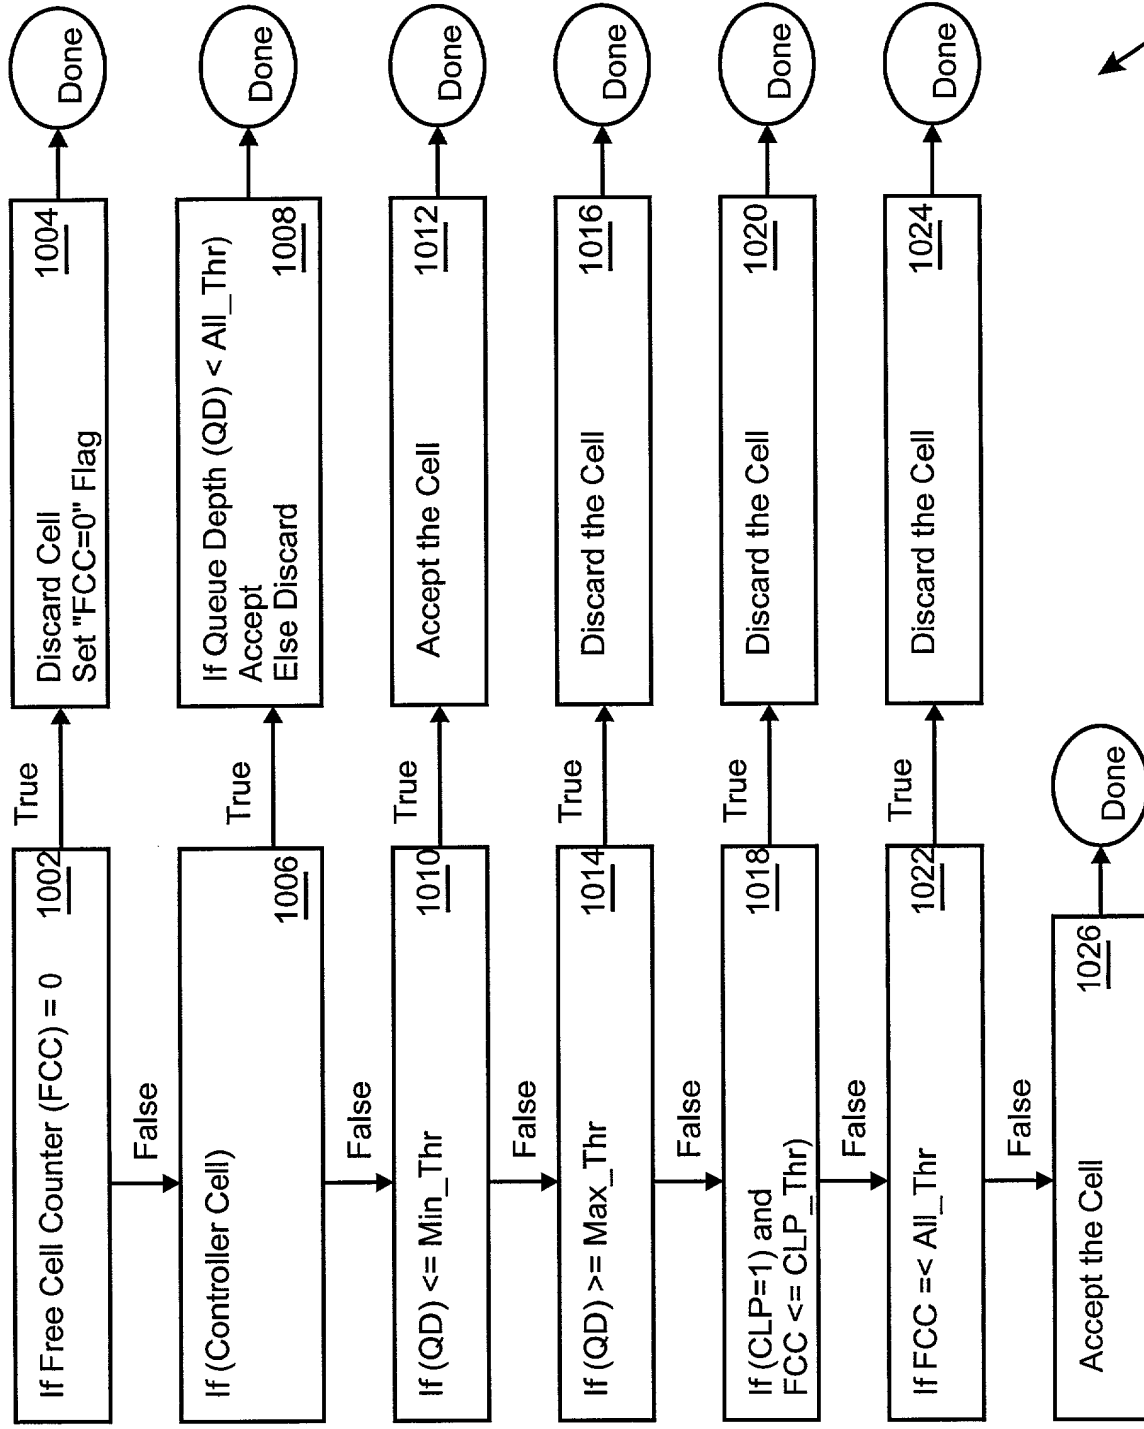 If Free Cell Counter (FCC) = 0
1002
True
Discard Cell
Set "FCC=0" Flag
1004
Done
False
If (Controller Cell)
1006
True
If Queue Depth (QD) < All_Thr)
Accept
Else Discard
1008
Done
False
If (QD) <= Min_Thr
1010
True
Accept the Cell
1012
Done
False
If (QD) >= Max_Thr
1014
True
Discard the Cell
1016
Done
False
If (CLP=1) and
FCC <= CLP_Thr)
1018
True
Discard the Cell
1020
Done
False
If FCC =< All_Thr
1022
True
Discard the Cell
1024
Done
False
Accept the Cell
1026
Done